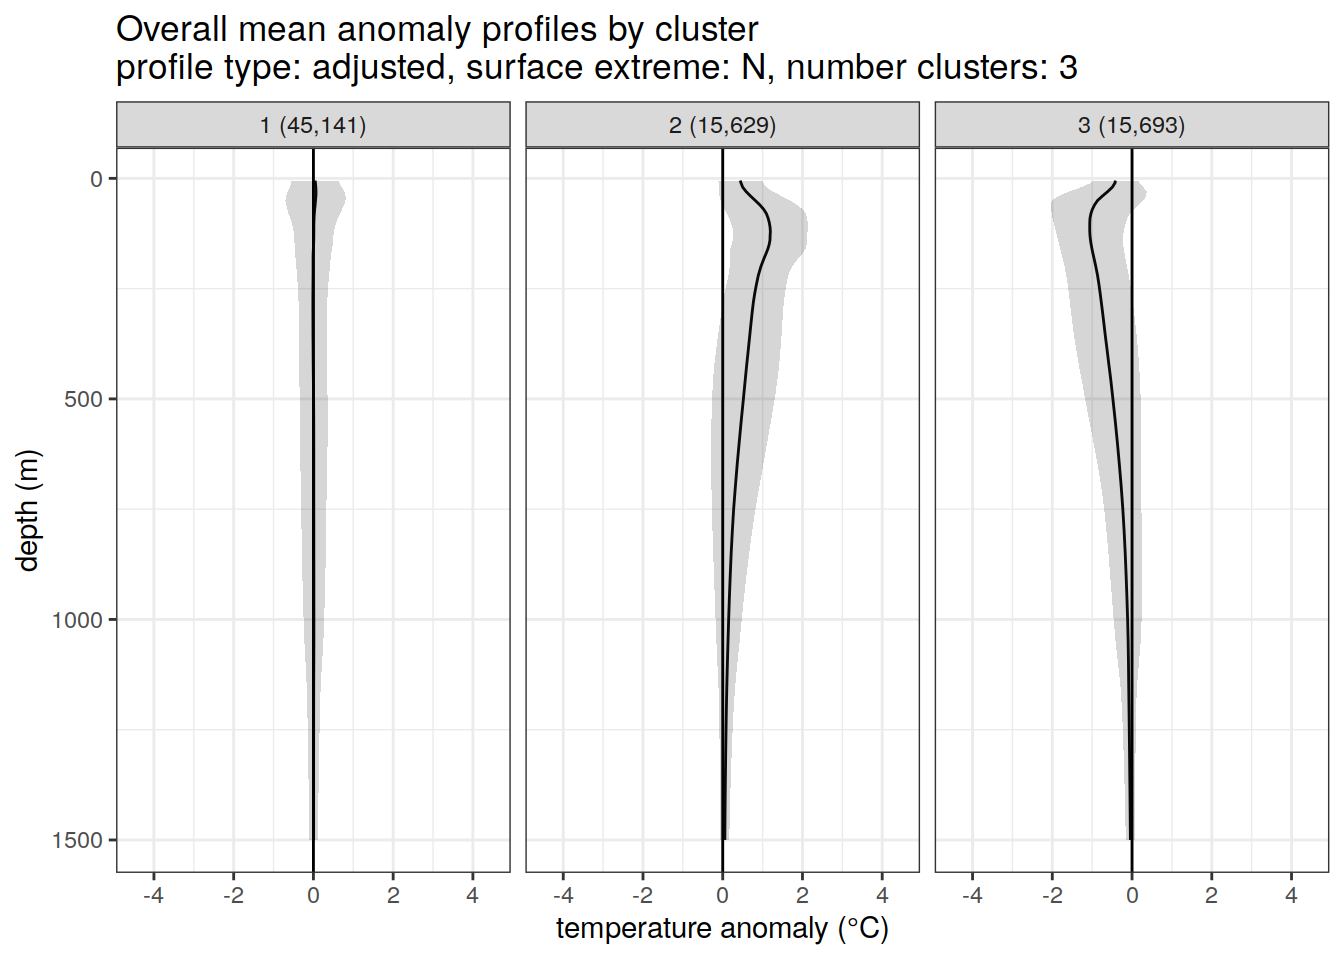 Overall mean anomaly profiles by cluster
profile type: adjusted, surface extreme: N, number clusters: 3
1 (45,141)
2 (15,629)
3 (15,693)
depth (m)
0
500
1000
1500
-4 -2 0 2 4
-4 -2 0 2 4
-4 -2 0 2 4
temperature anomaly (°C)